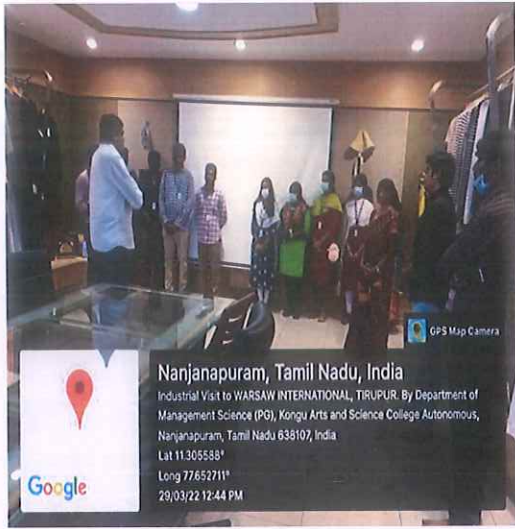 GPS Map Camera
Nanjanapuram, Tamil Nadu, India
Industrial Visit to WARSAW INTERNATIONAL, TIRUPUR. By Department of
Management Science (PG), Kongu Arts and Science College Autonomous,
Nanjanapuram, Tamil Nadu 638107, India
Lat 11.305588°
Long 77.652711°
29/03/22 12:44 PM
Google